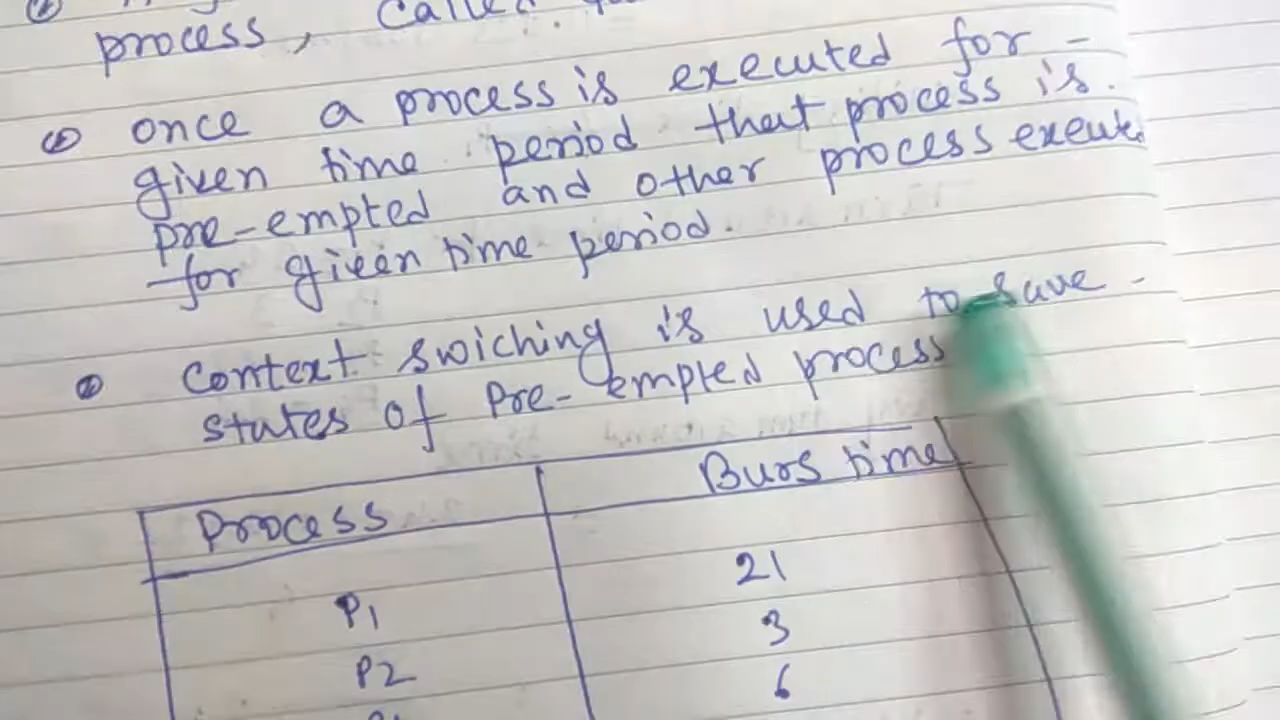 process, called
once a process is executed for -
given time period that process is.
pre-empted and other process
for given time period.
context swiching is used to save -
states of pre-empted process
Process Burs time
P1 21
P2 3
6